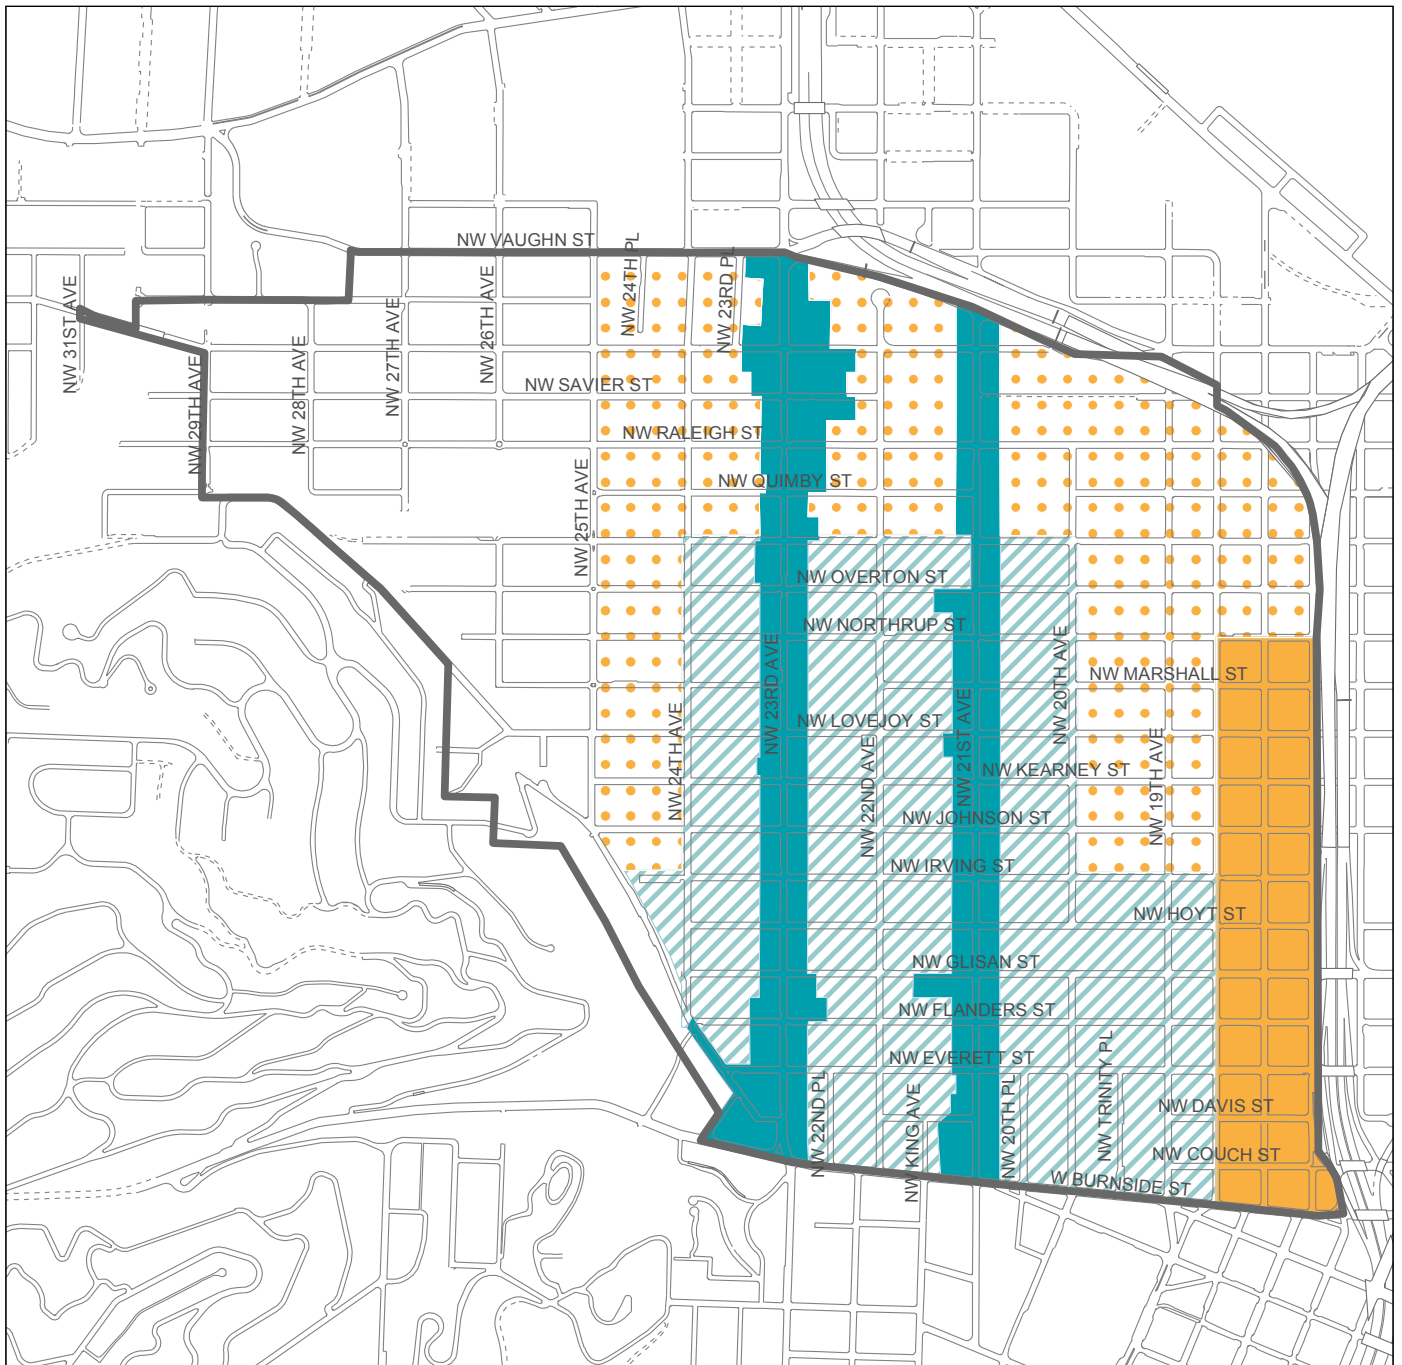 NW VAUGHN ST
NW 24TH PL
NW 23RD PL
NW 31ST AVE
NW 26TH AVE
NW 27TH AVE
NW 28TH AVE
NW 29TH AVE
NW SAVIER ST
NW RALEIGH ST
NW QUIMBY ST
NW 25TH AVE
NW OVERTON ST
NW NORTHRUP ST
NW 23RD AVE
NW 20TH AVE
NW MARSHALL ST
NW LOVEJOY ST
NW 24TH AVE
NW 22ND AVE
NW 21ST AVE
NW 19TH AVE
NW KEARNEY ST
NW JOHNSON ST
NW IRVING ST
NW HOYT ST
NW GLISAN ST
NW FLANDERS ST
NW EVERETT ST
NW 22ND PL
NW KING AVE
NW 20TH PL
NW TRINITY PL
NW DAVIS ST
NW COUCH ST
W BURNSIDE ST